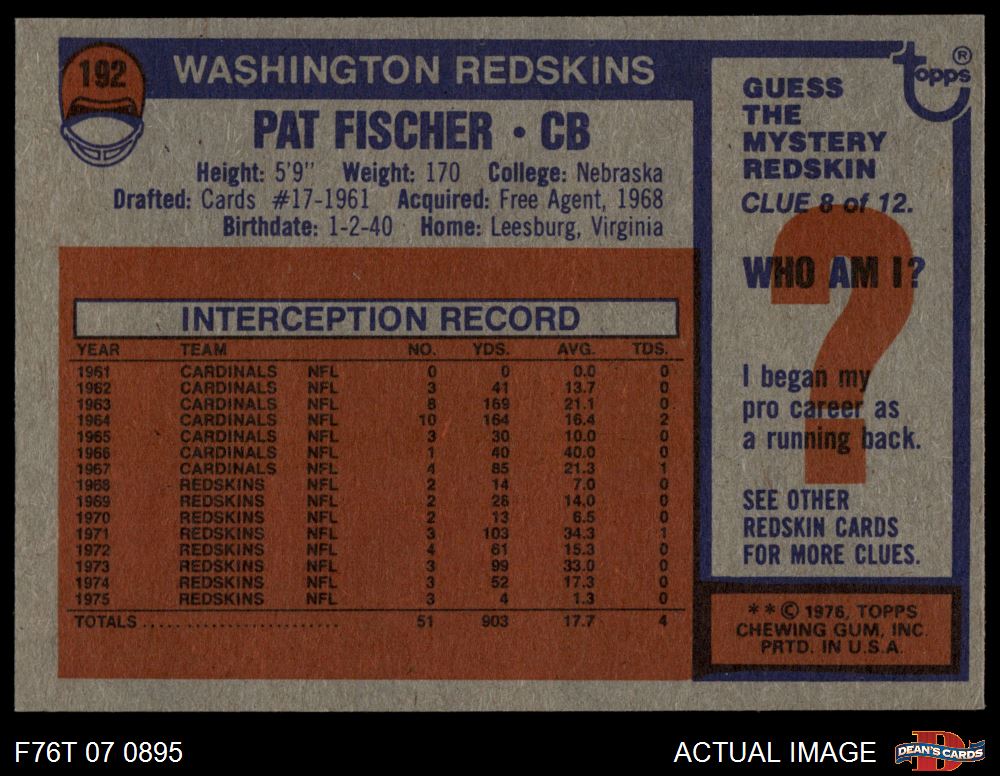 192
WASHINGTON REDSKINS
PAT FISCHER • CB
Height: 5'9" Weight: 170 College: Nebraska
Drafted: Cards #17-1961 Acquired: Free Agent, 1968
Birthdate: 1-2-40 Home: Leesburg, Virginia
INTERCEPTION RECORD
YEAR TEAM NO. YDS. AVG. TDS.
1961 CARDINALS NFL 0 0 0.0 0
1962 CARDINALS NFL 3 41 13.7 0
1963 CARDINALS NFL 8 169 21.1 0
1964 CARDINALS NFL 10 164 16.4 2
1965 CARDINALS NFL 3 30 10.0 0
1966 CARDINALS NFL 1 40 40.0 0
1967 CARDINALS NFL 4 85 21.3 1
1968 REDSKINS NFL 2 14 7.0 0
1969 REDSKINS NFL 2 28 14.0 0
1970 REDSKINS NFL 2 13 6.5 0
1971 REDSKINS NFL 3 103 34.3 1
1972 REDSKINS NFL 4 61 15.3 0
1973 REDSKINS NFL 3 99 33.0 0
1974 REDSKINS NFL 3 52 17.3 0
1975 REDSKINS NFL 3 4 1.3 0
TOTALS ........................ 51 903 17.7 4
topps ®
GUESS
THE
MYSTERY
REDSKIN
CLUE 8 of 12.
?
WHO AM I?
I began my
pro career as
a running back.
SEE OTHER
REDSKIN CARDS
FOR MORE CLUES.
** © 1976, TOPPS
CHEWING GUM, INC.
PRTD. IN U.S.A.
F76T 07 0895
ACTUAL IMAGE
D
DEAN'S CARDS